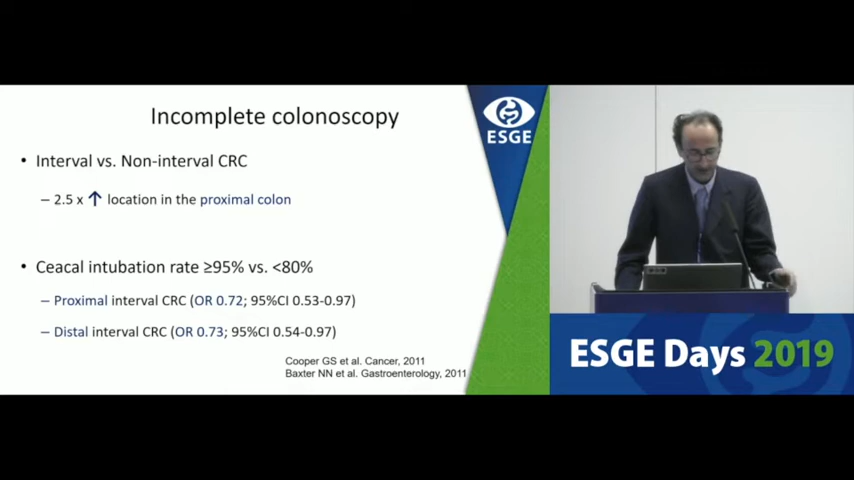 Incomplete colonoscopy
ESGE
• Interval vs. Non-interval CRC
– 2.5 x ↑ location in the proximal colon
• Ceacal intubation rate ≥95% vs. <80%
– Proximal interval CRC (OR 0.72; 95%CI 0.53-0.97)
– Distal interval CRC (OR 0.73; 95%CI 0.54-0.97)
Cooper GS et al. Cancer, 2011
Baxter NN et al. Gastroenterology, 2011
ESGE Days 2019